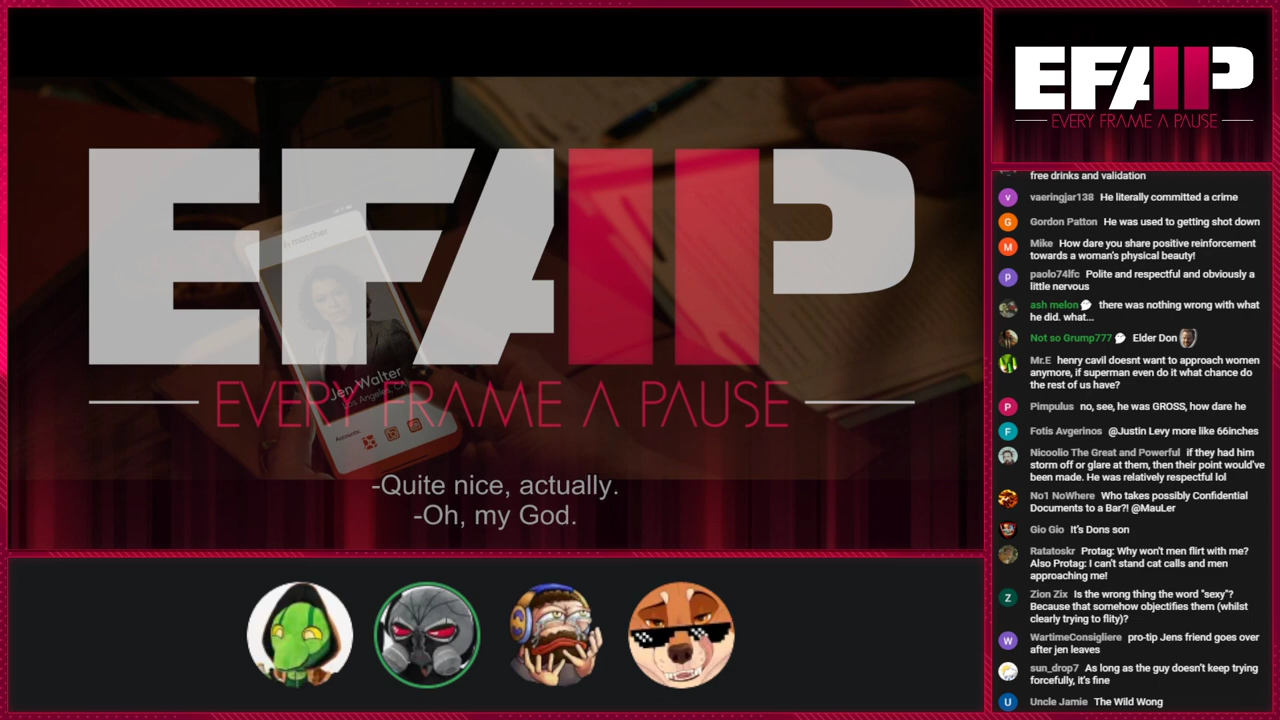 EFAP
EVERY FRAME A PAUSE
matcher
Jen Walter
Los Angeles, CA
-Quite nice, actually.
-Oh, my God.
EFAP
EVERY FRAME A PAUSE
free drinks and validation
V vaeringjar138 He literally committed a crime
G Gordon Patton He was used to getting shot down
M Mike How dare you share positive reinforcement
towards a woman's physical beauty!
P paolo74lfc Polite and respectful and obviously a
little nervous
ash melon there was nothing wrong with what
he did. what...
Not so Grump777 Elder Don
Mr.E henry cavil doesnt want to approach women
anymore, if superman even do it what chance do
the rest of us have?
P Pimpulus no, see, he was GROSS, how dare he
F Fotis Avgerinos @Justin Levy more like 66inches
Nicoolio The Great and Powerful if they had him
storm off or glare at them, then their point would've
been made. He was relatively respectful lol
No1 NoWhere Who takes possibly Confidential
Documents to a Bar?! @MauLer
Gio Gio It's Dons son
Ratatoskr Protag: Why won't men flirt with me?
Also Protag: I can't stand cat calls and men
approaching me!
Z Zion Zix Is the wrong thing the word "sexy"?
Because that somehow objectifies them (whilst
clearly trying to flity)?
W WartimeConsigliere pro-tip Jens friend goes over
after jen leaves
sun_drop7 As long as the guy doesn't keep trying
forcefully, it's fine
U Uncle Jamie The Wild Wong